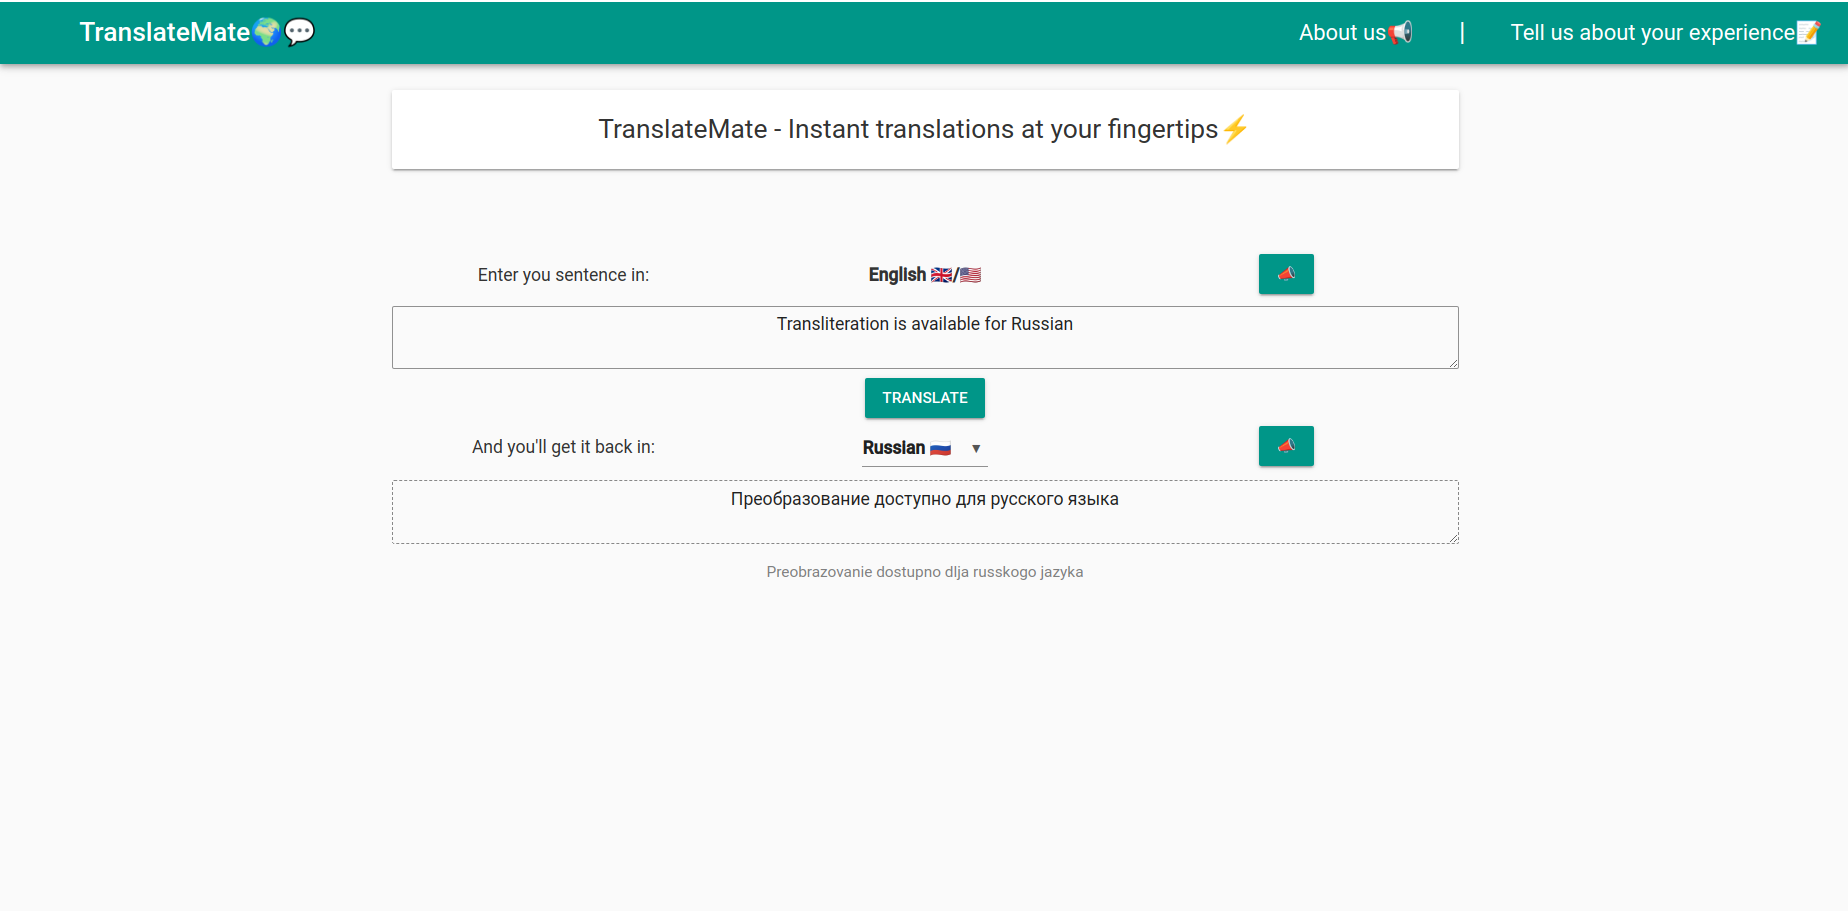 TranslateMate🌍💬
About us📢 | Tell us about your experience📝
TranslateMate - Instant translations at your fingertips⚡
Enter you sentence in: English 🇬🇧/🇺🇸 📣
Transliteration is available for Russian
TRANSLATE
And you'll get it back in: Russian 🇷🇺 ▼ 📣
Преобразование доступно для русского языка
Preobrazovanie dostupno dlja russkogo jazyka